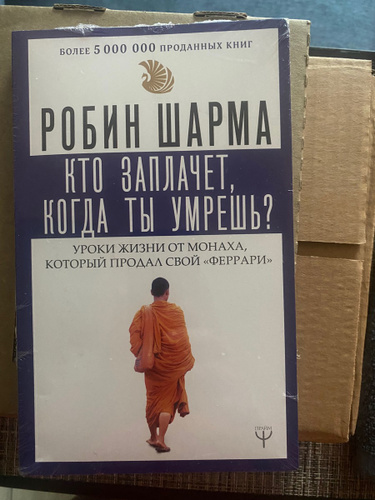 БОЛЕЕ 5 000 000 ПРОДАННЫХ КНИГ
РОБИН ШАРМА
КТО ЗАПЛАЧЕТ,
КОГДА ТЫ УМРЕШЬ?
УРОКИ ЖИЗНИ ОТ МОНАХА,
КОТОРЫЙ ПРОДАЛ СВОЙ «ФЕРРАРИ»